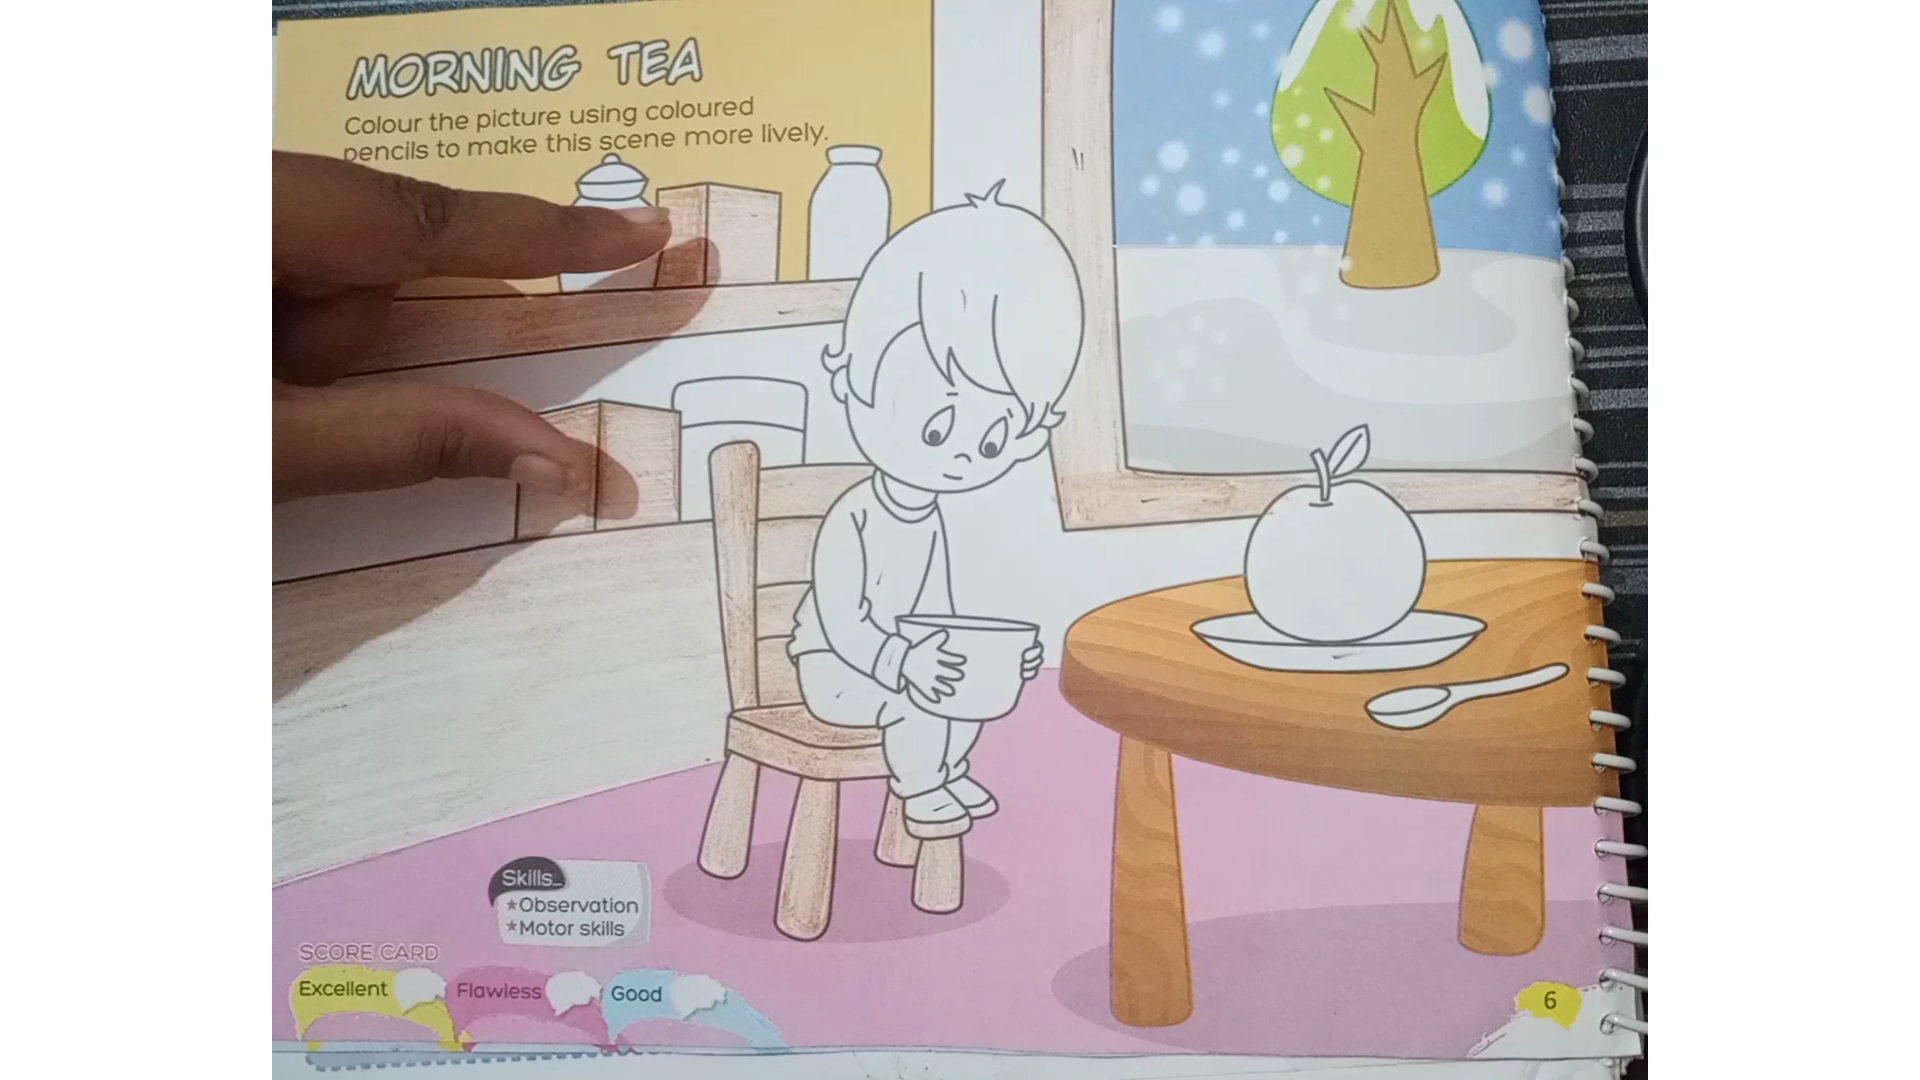 MORNING TEA
Colour the picture using coloured
pencils to make this scene more lively.
Skills_
*Observation
*Motor skills
SCORE CARD
Excellent
Flawless
Good
6